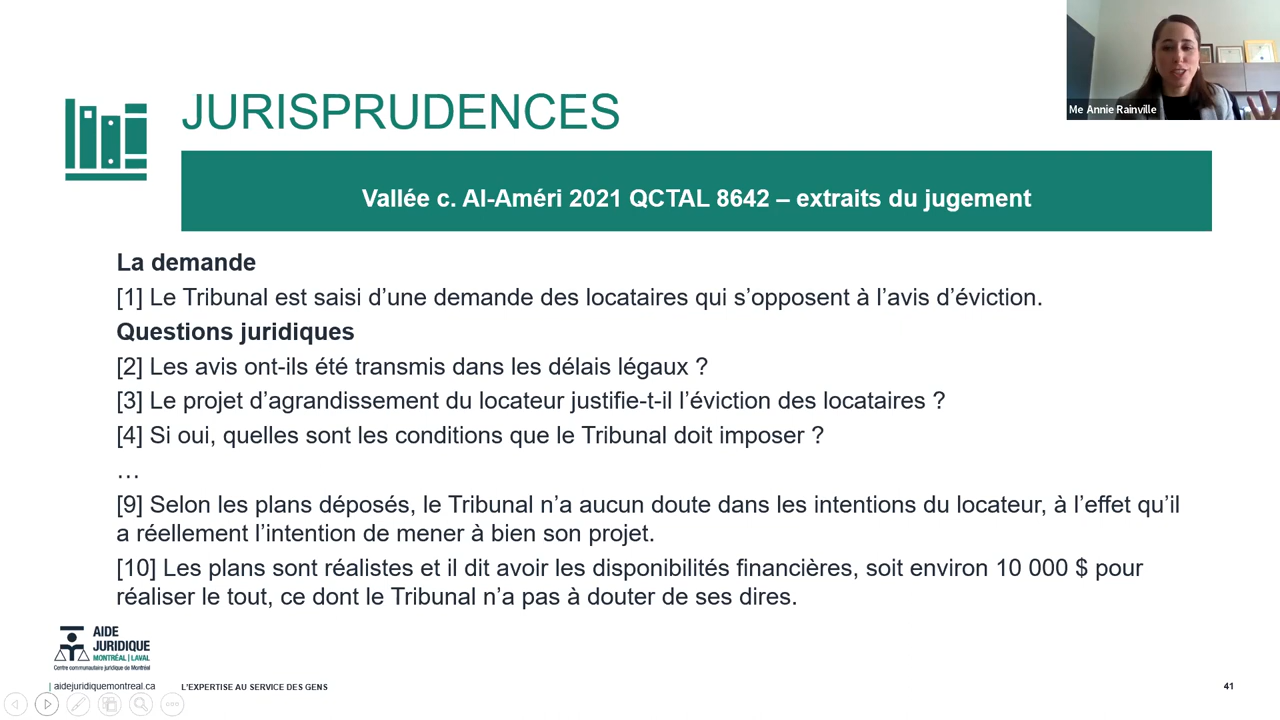 Me Annie Rainville
JURISPRUDENCES
Vallée c. Al-Améri 2021 QCTAL 8642 – extraits du jugement
La demande
[1] Le Tribunal est saisi d’une demande des locataires qui s’opposent à l’avis d’éviction.
Questions juridiques
[2] Les avis ont-ils été transmis dans les délais légaux ?
[3] Le projet d’agrandissement du locateur justifie-t-il l’éviction des locataires ?
[4] Si oui, quelles sont les conditions que le Tribunal doit imposer ?
…
[9] Selon les plans déposés, le Tribunal n’a aucun doute dans les intentions du locateur, à l’effet qu’il
a réellement l’intention de mener à bien son projet.
[10] Les plans sont réalistes et il dit avoir les disponibilités financières, soit environ 10 000 $ pour
réaliser le tout, ce dont le Tribunal n’a pas à douter de ses dires.
AIDE
JURIDIQUE
MONTRÉAL | LAVAL
Centre communautaire juridique de Montréal
| aidejuridiquemontreal.ca
L'EXPERTISE AU SERVICE DES GENS
41